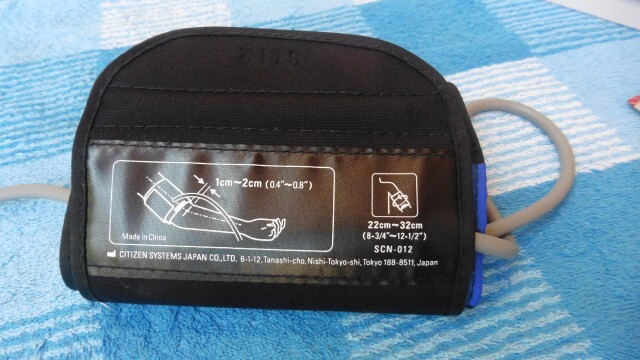 1cm~2cm (0.4"~0.8")
Made in China
22cm~32cm
(8-3/4"~12-1/2")
SCN-012
CITIZEN SYSTEMS JAPAN CO.,LTD. 6-1-12,Tanashi-cho,Nishi-Tokyo-shi,Tokyo 188-8511, Japan